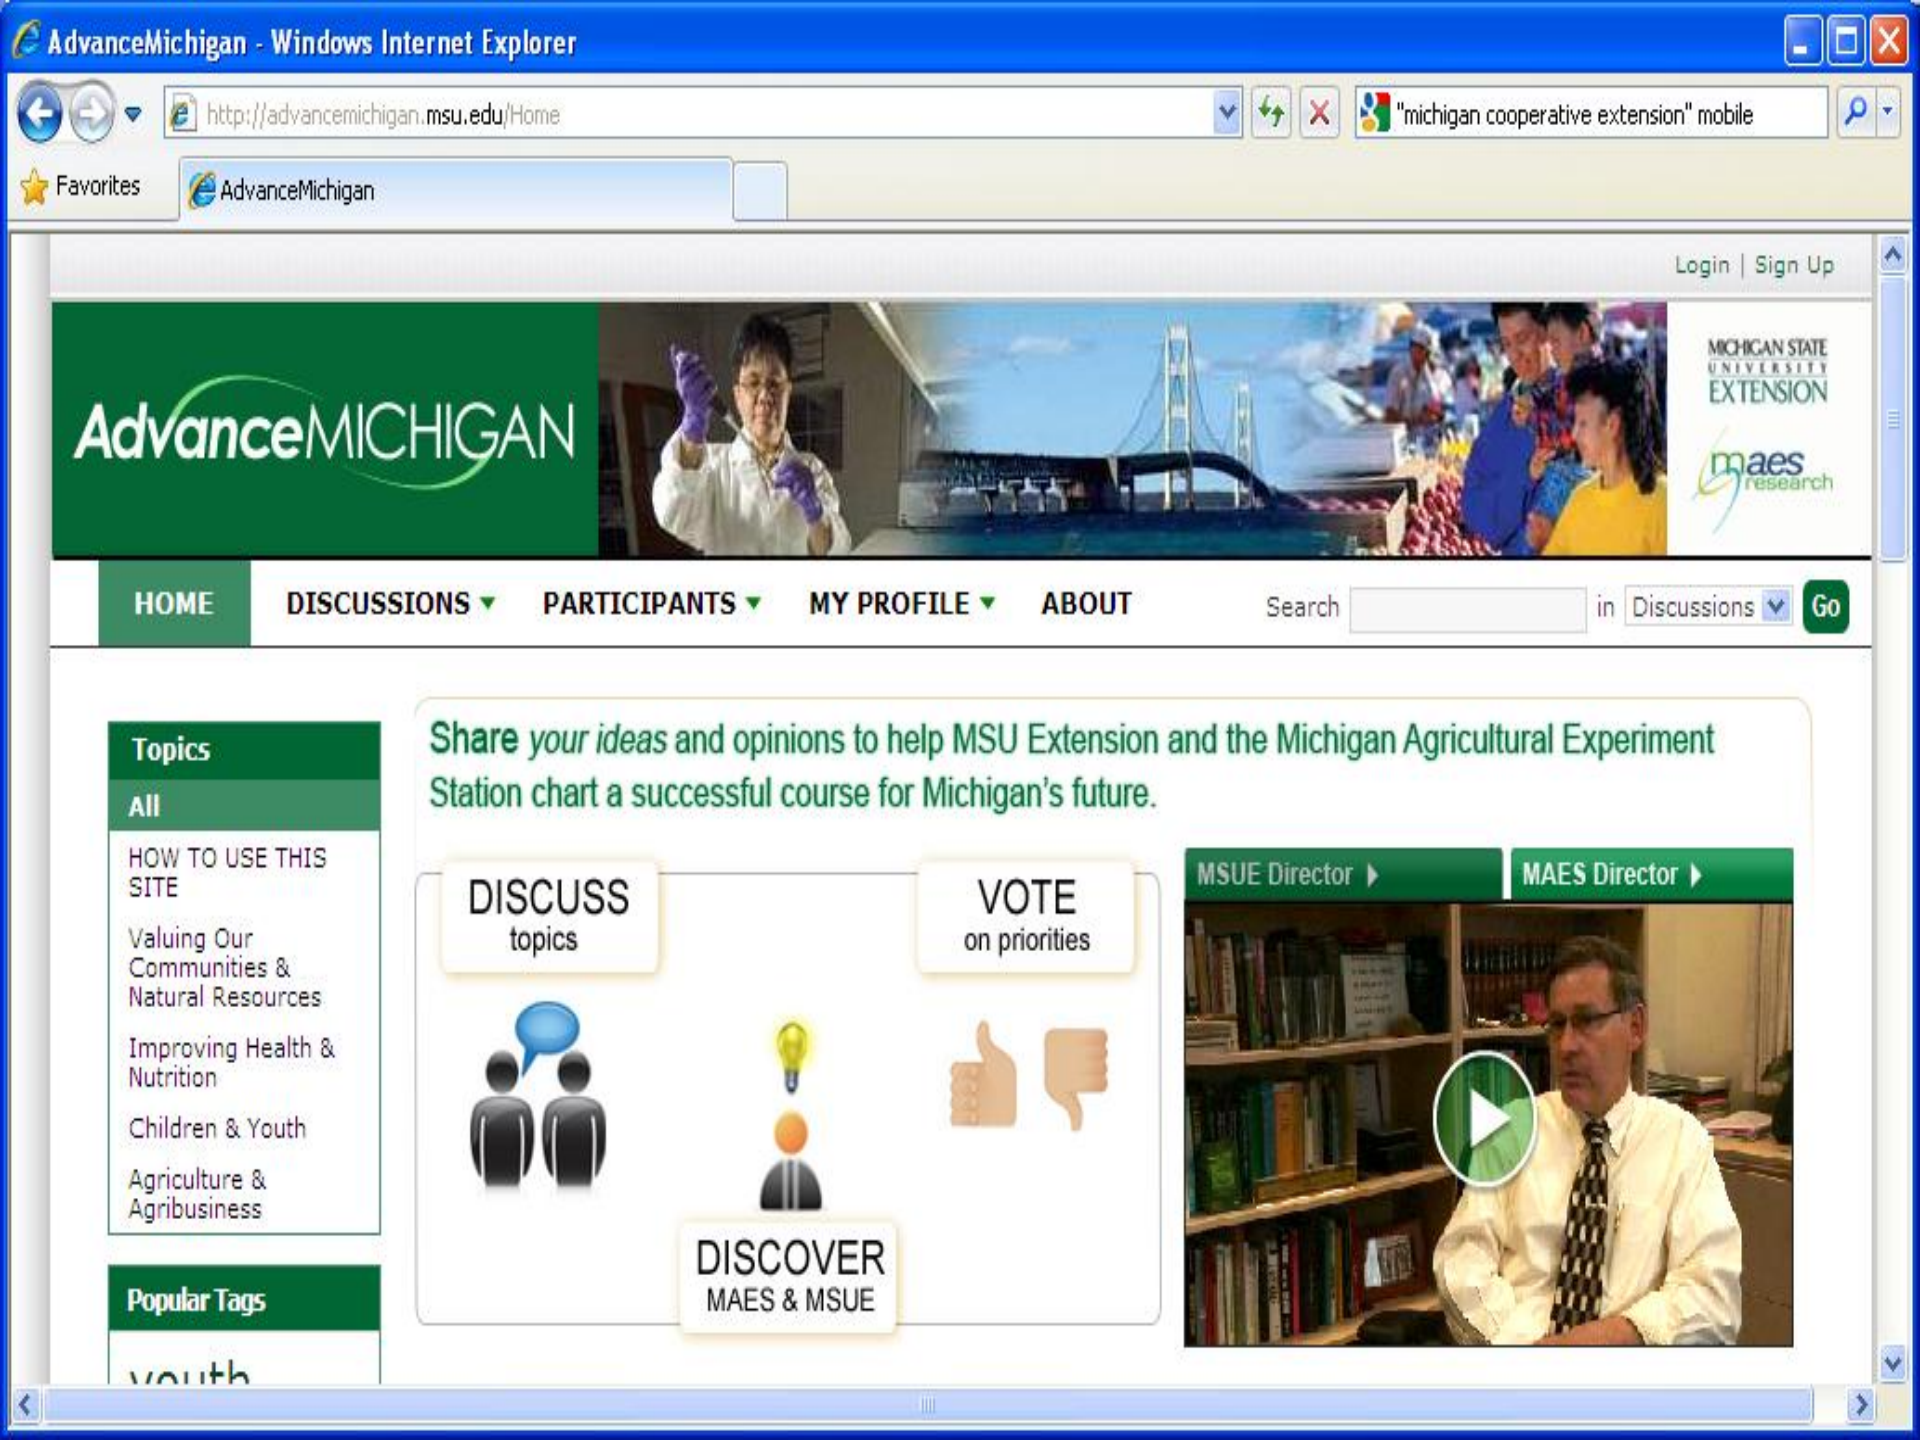 AdvanceMichigan - Windows Internet Explorer
http://advancemichigan.msu.edu/Home
"michigan cooperative extension" mobile
Favorites
AdvanceMichigan
Login | Sign Up
AdvanceMICHIGAN
MICHIGAN STATE
UNIVERSITY
EXTENSION
maes
research
HOME DISCUSSIONS PARTICIPANTS MY PROFILE ABOUT Search in Discussions Go
Topics
All
HOW TO USE THIS
SITE
Valuing Our
Communities &
Natural Resources
Improving Health &
Nutrition
Children & Youth
Agriculture &
Agribusiness
Popular Tags
youth
Share your ideas and opinions to help MSU Extension and the Michigan Agricultural Experiment
Station chart a successful course for Michigan's future.
DISCUSS
topics
VOTE
on priorities
DISCOVER
MAES & MSUE
MSUE Director
MAES Director